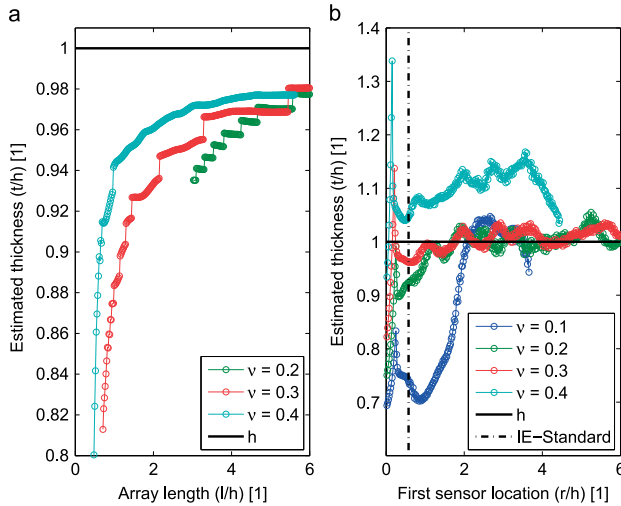 a
Estimated thickness (t/h) [1]
1
0.98
0.96
0.94
0.92
0.9
0.88
0.86
0.84
0.82
0.8
0
2
4
6
Array length (l/h) [1]
ν = 0.2
ν = 0.3
ν = 0.4
h
b
Estimated thickness (t/h) [1]
1.4
1.3
1.2
1.1
1
0.9
0.8
0.7
0
2
4
6
First sensor location (r/h) [1]
ν = 0.1
ν = 0.2
ν = 0.3
ν = 0.4
h
IE−Standard